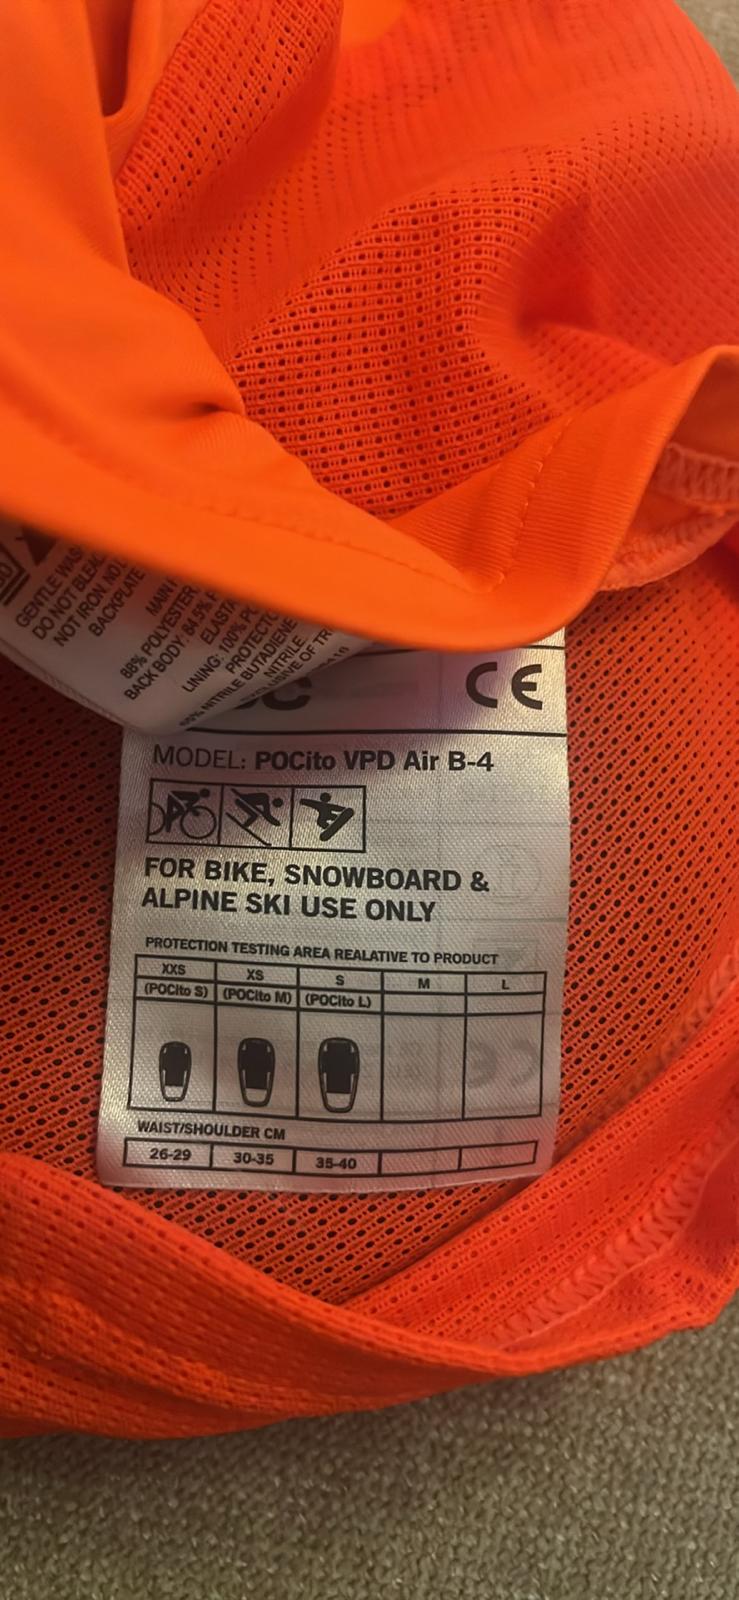 GENTLE WAS
DO NOT BLEAC
NOT IRON
BACKPLATE
88% POLYESTER
BACK BODY: 84.5%
ELASTA
LINING: 100%
PROTECTO
NITRILE BUTADIENE
NITRILE
CE
MODEL: POCito VPD Air B-4
FOR BIKE, SNOWBOARD &
ALPINE SKI USE ONLY
PROTECTION TESTING AREA REALATIVE TO PRODUCT
XXS XS S M L
(POCito S) (POCito M) (POCito L)
WAIST/SHOULDER CM
26-29 30-35 35-40